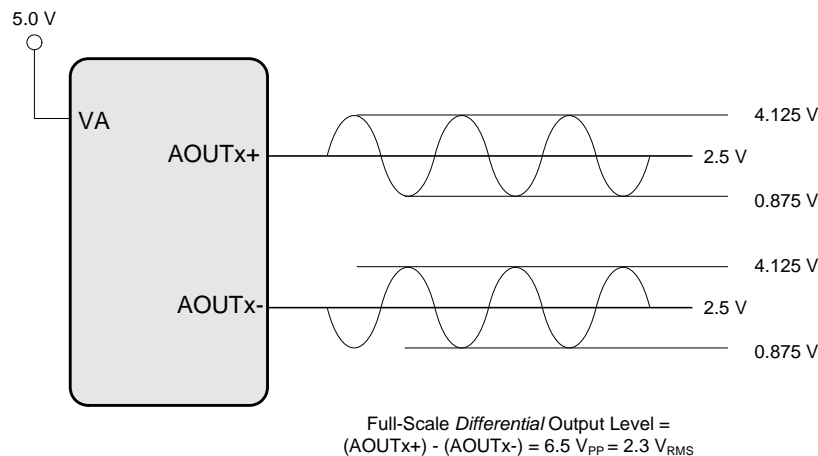 5.0 V
VA
AOUTx+
4.125 V
2.5 V
0.875 V
AOUTx-
4.125 V
2.5 V
0.875 V
Full-Scale Differential Output Level =
(AOUTx+) - (AOUTx-) = 6.5 VPP = 2.3 VRMS